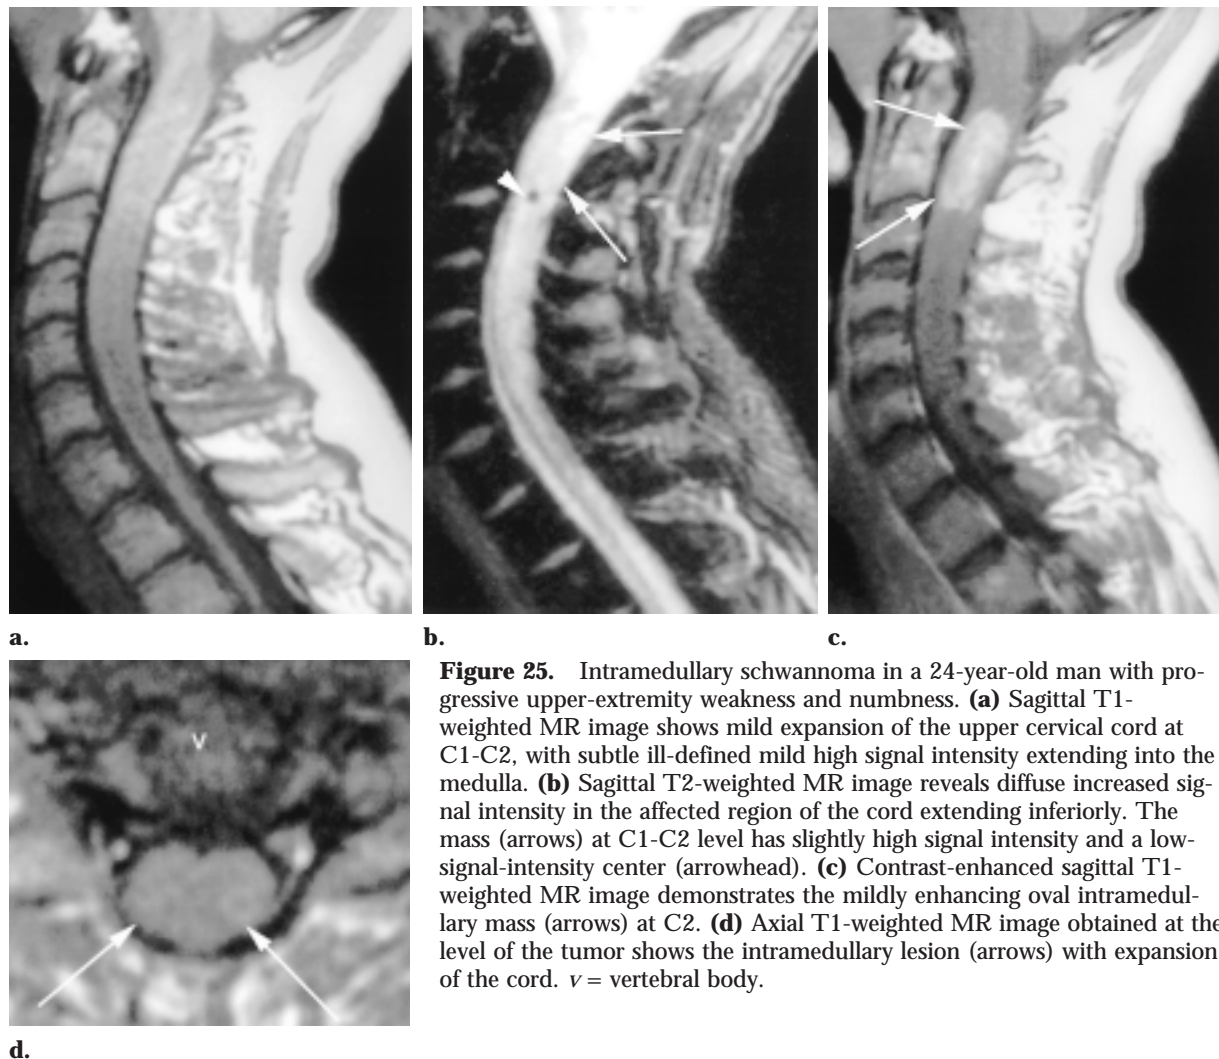 a.
b.
c.
v
d.
Figure 25. Intramedullary schwannoma in a 24-year-old man with pro-
gressive upper-extremity weakness and numbness. (a) Sagittal T1-
weighted MR image shows mild expansion of the upper cervical cord at
C1-C2, with subtle ill-defined mild high signal intensity extending into the
medulla. (b) Sagittal T2-weighted MR image reveals diffuse increased sig-
nal intensity in the affected region of the cord extending inferiorly. The
mass (arrows) at C1-C2 level has slightly high signal intensity and a low-
signal-intensity center (arrowhead). (c) Contrast-enhanced sagittal T1-
weighted MR image demonstrates the mildly enhancing oval intramedul-
lary mass (arrows) at C2. (d) Axial T1-weighted MR image obtained at the
level of the tumor shows the intramedullary lesion (arrows) with expansion
of the cord. v = vertebral body.